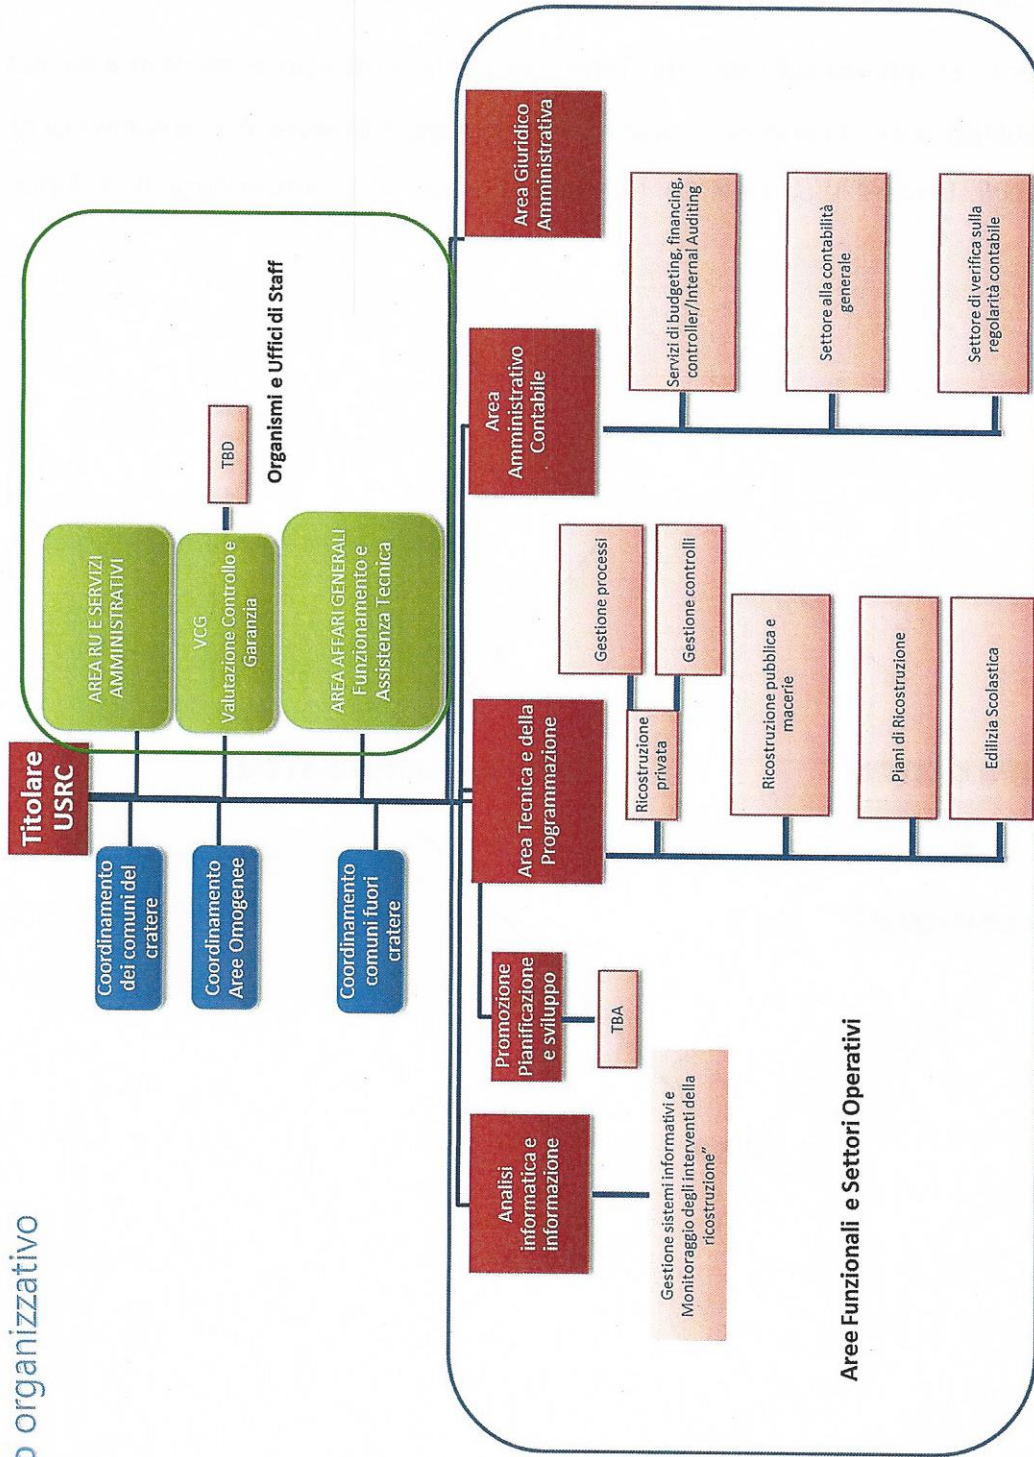 organizzativo
Titolare
USRC
Coordinamento
dei comuni del
cratere
Coordinamento
Aree Omogenee
Coordinamento
comuni fuori
cratere
AREA RU E SERVIZI
AMMINISTRATIVI
VCG
Valutazione Controllo e
Garanzia
TBD
AREA AFFARI GENERALI
Funzionamento e
Assistenza Tecnica
Organismi e Uffici di Staff
Analisi
informatica e
informazione
Gestione sistemi informativi e
Monitoraggio degli interventi della
ricostruzione”
Promozione
Pianificazione
e sviluppo
TBA
Area Tecnica e della
Programmazione
Ricostruzione
privata
Gestione processi
Gestione controlli
Ricostruzione pubblica e
macerie
Piani di Ricostruzione
Edilizia Scolastica
Area
Amministrativo
Contabile
Servizi di budgeting, financing,
controller/Internal Auditing
Settore alla contabilità
generale
Settore di verifica sulla
regolarità contabile
Area Giuridico
Amministrativa
Aree Funzionali e Settori Operativi